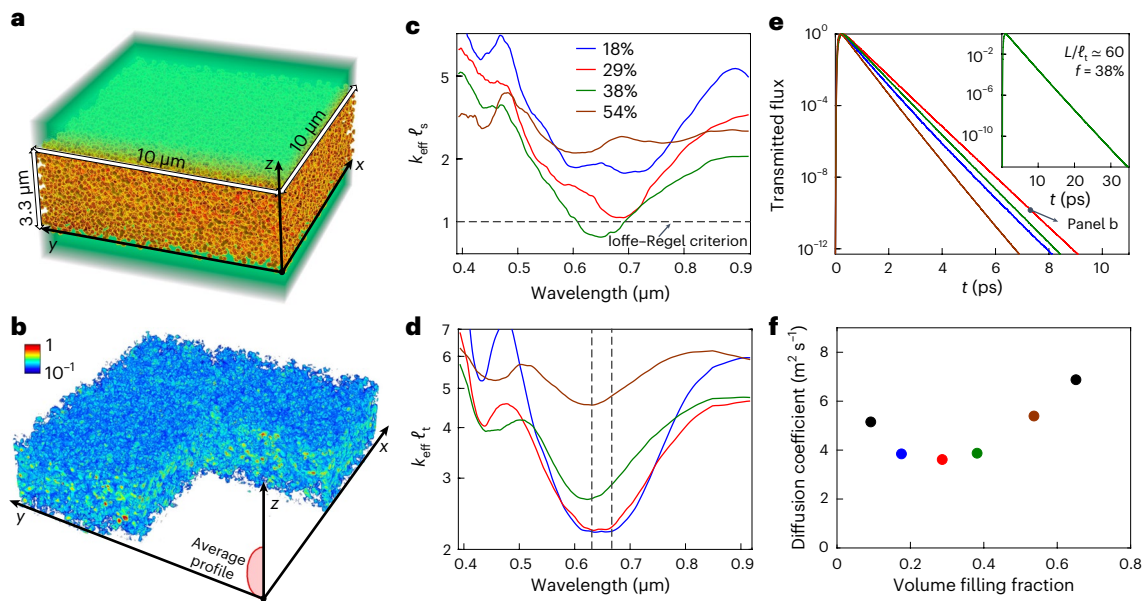 a
10 µm
10 µm
3.3 µm
z
x
y
b
1
10⁻¹
x
y
z
Average
profile
c
k_eff ℓ_s
5
2
1
18%
29%
38%
54%
Ioffe–Regel criterion
0.4 0.5 0.6 0.7 0.8 0.9
Wavelength (µm)
d
k_eff ℓ_t
7
6
5
4
3
2
0.4 0.5 0.6 0.7 0.8 0.9
Wavelength (µm)
e
Transmitted flux
10⁰
10⁻⁴
10⁻⁸
10⁻¹²
0 2 4 6 8 10
t (ps)
10⁻²
10⁻⁶
10⁻¹⁰
L/ℓ_t ≃ 60
f = 38%
10 20 30
t (ps)
Panel b
f
Diffusion coefficient (m² s⁻¹)
8
6
4
2
0
0 0.2 0.4 0.6 0.8
Volume filling fraction